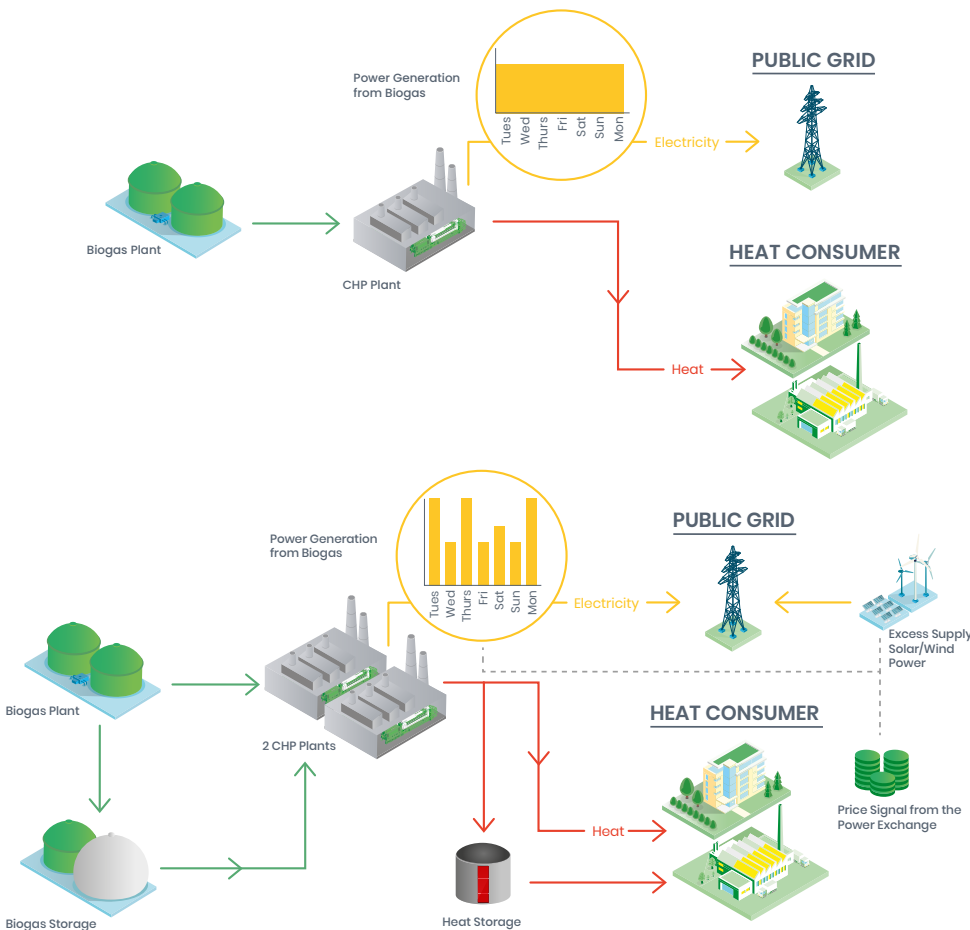 PUBLIC GRID
Power Generation
from Biogas
Tues
Wed
Thurs
Fri
Sat
Sun
Mon
Electricity
Biogas Plant
CHP Plant
HEAT CONSUMER
Heat
PUBLIC GRID
Power Generation
from Biogas
Tues
Wed
Thurs
Fri
Sat
Sun
Mon
Electricity
Excess Supply
Solar/Wind
Power
Biogas Plant
2 CHP Plants
HEAT CONSUMER
Price Signal from the
Power Exchange
Heat
Biogas Storage
Heat Storage